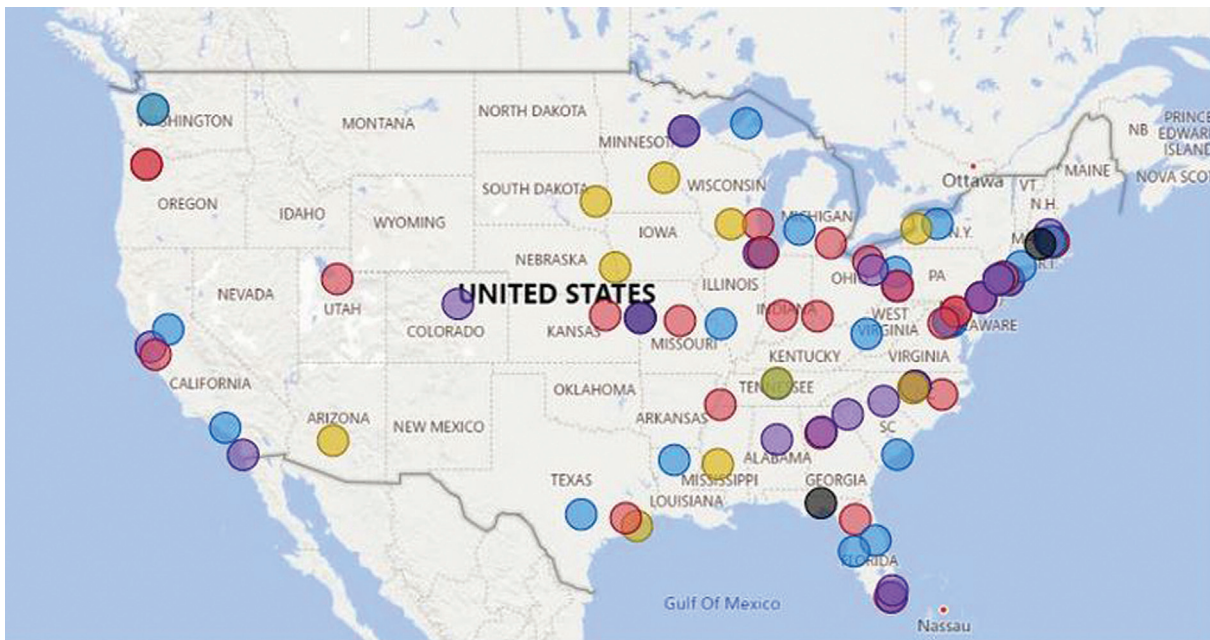 WASHINGTON
MONTANA
NORTH DAKOTA
MINNESOT
Ottawa
VT.
N.H.
MAINE
NB
PRINCE
EDWARD
ISLAND
NOVA SCOT
OREGON
IDAHO
WYOMING
SOUTH DAKOTA
WISCONSIN
MICHIGAN
N.Y.
M
R.I.
IOWA
NEBRASKA
NEVADA
UTAH
UNITED STATES
ILLINOIS
INDIANA
OHIO
PA
COLORADO
KANSAS
MISSOURI
WEST
VIRGINIA
DELAWARE
CALIFORNIA
KENTUCKY
VIRGINIA
ARIZONA
NEW MEXICO
OKLAHOMA
ARKANSAS
TENNESSEE
SC
TEXAS
LOUISIANA
MISSISSIPPI
ALABAMA
GEORGIA
FLORIDA
Gulf Of Mexico
Nassau